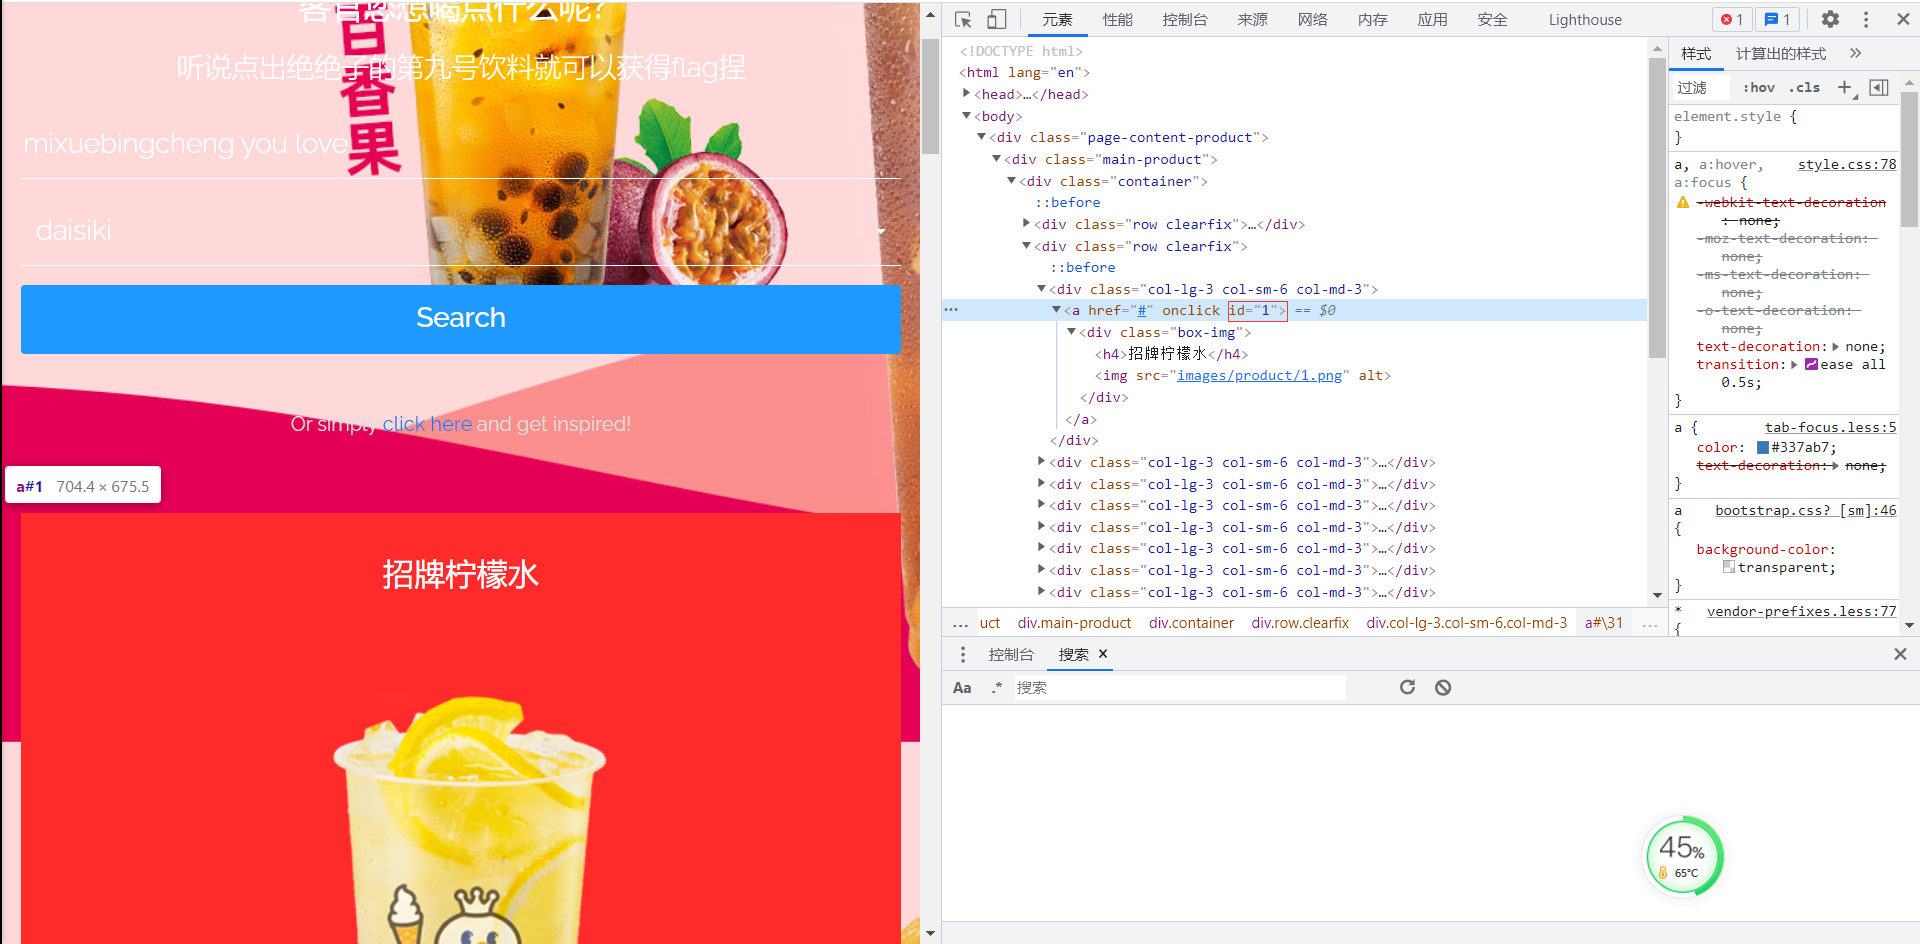 客官您想喝点什么呢?
听说点出绝绝子的第九号饮料就可以获得flag捏
百香果
mixuebingcheng you love
daisiki
Search
Or simply click here and get inspired!
a#1 704.4 × 675.5
招牌柠檬水
元素 性能 控制台 来源 网络 内存 应用 安全 Lighthouse 1 1
<!DOCTYPE html>
<html lang="en">
<head>…</head>
<body>
<div class="page-content-product">
<div class="main-product">
<div class="container">
::before
<div class="row clearfix">…</div>
<div class="row clearfix">
::before
<div class="col-lg-3 col-sm-6 col-md-3">
<a href="#" onclick id="1"> == $0
<div class="box-img">
<h4>招牌柠檬水</h4>
<img src="images/product/1.png" alt>
</div>
</a>
</div>
<div class="col-lg-3 col-sm-6 col-md-3">…</div>
<div class="col-lg-3 col-sm-6 col-md-3">…</div>
<div class="col-lg-3 col-sm-6 col-md-3">…</div>
<div class="col-lg-3 col-sm-6 col-md-3">…</div>
<div class="col-lg-3 col-sm-6 col-md-3">…</div>
<div class="col-lg-3 col-sm-6 col-md-3">…</div>
<div class="col-lg-3 col-sm-6 col-md-3">…</div>
... uct div.main-product div.container div.row.clearfix div.col-lg-3.col-sm-6.col-md-3 a#\31 ...
样式 计算出的样式 »
过滤 :hov .cls +
element.style {
}
a, a:hover, style.css:78
a:focus {
-webkit-text-decoration
: none;
-moz-text-decoration:
none;
-ms-text-decoration:
none;
-o-text-decoration:
none;
text-decoration: none;
transition: ease all
0.5s;
}
a { tab-focus.less:5
color: #337ab7;
text-decoration: none;
}
a bootstrap.css?_[sm]:46
{
background-color:
transparent;
}
* vendor-prefixes.less:77
{
控制台 搜索 ×
Aa .* 搜索
45%
65°C